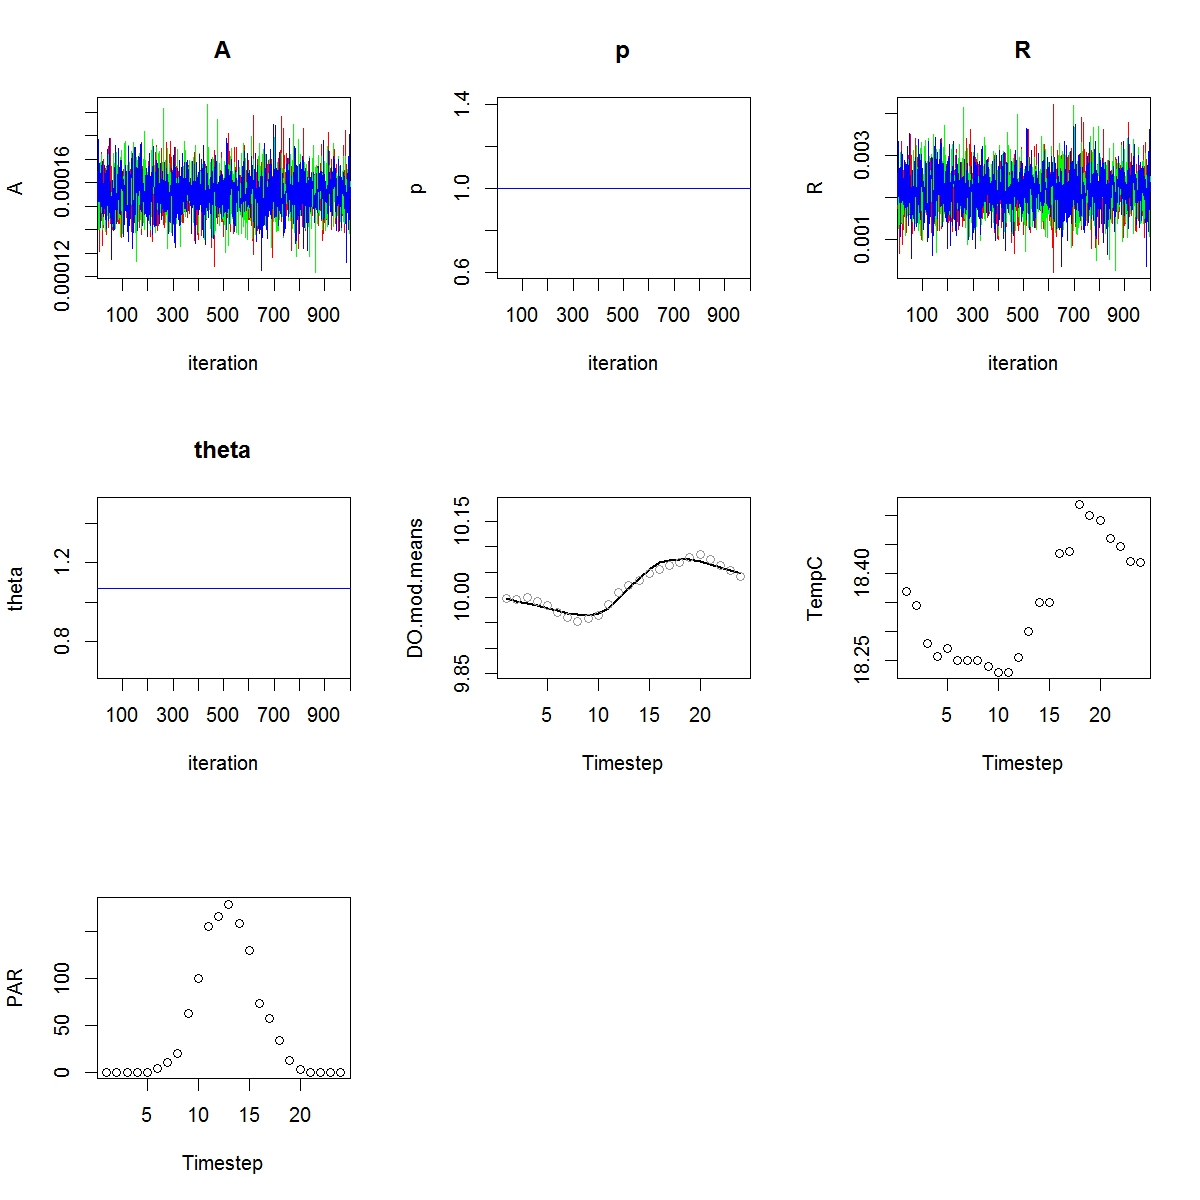 A
A
0.00012 0.00016
100 300 500 700 900
iteration
p
p
0.6 1.0 1.4
100 300 500 700 900
iteration
R
R
0.001 0.003
100 300 500 700 900
iteration
theta
theta
0.8 1.2
100 300 500 700 900
iteration
DO.mod.means
9.85 10.00 10.15
5 10 15 20
Timestep
TempC
18.25 18.40
5 10 15 20
Timestep
PAR
0 50 100
5 10 15 20
Timestep